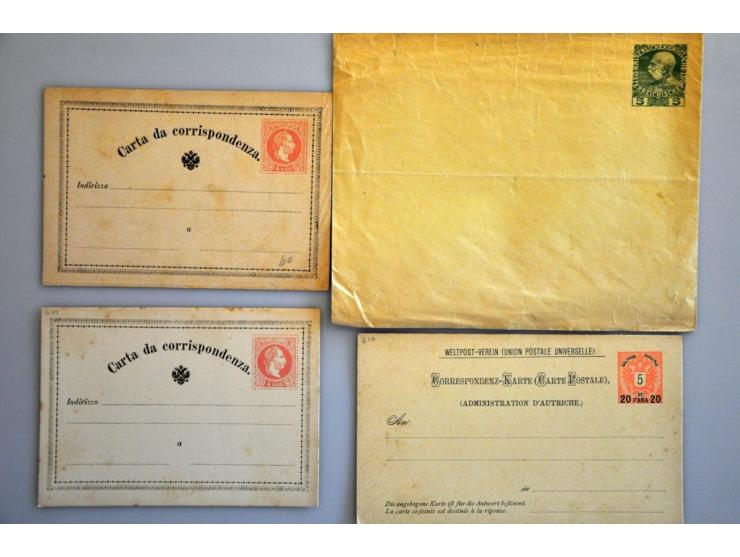 Carta da corrispondenza.
Indirizzo
a
60
5 5
Carta da corrispondenza.
Indirizzo
a
WELTPOST-VEREIN (UNION POSTALE UNIVERSELLE).
CORRESPONDENZ-KARTE (CARTE POSTALE),
(ADMINISTRATION D'AUTRICHE.)
5
20 PARA 20
An
in
Die angebogene Karte ist für die Antwort bestimmt.
La carte ci-jointe est destinée à la réponse.